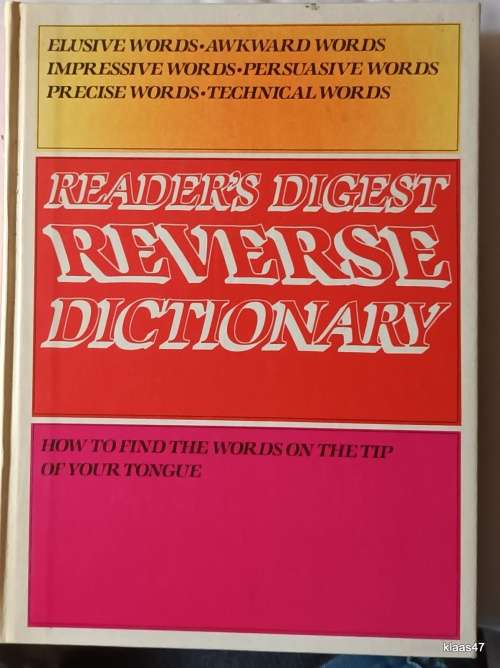 ELUSIVE WORDS•AWKWARD WORDS
IMPRESSIVE WORDS•PERSUASIVE WORDS
PRECISE WORDS•TECHNICAL WORDS
READER'S DIGEST
REVERSE
DICTIONARY
HOW TO FIND THE WORDS ON THE TIP
OF YOUR TONGUE
klaas47